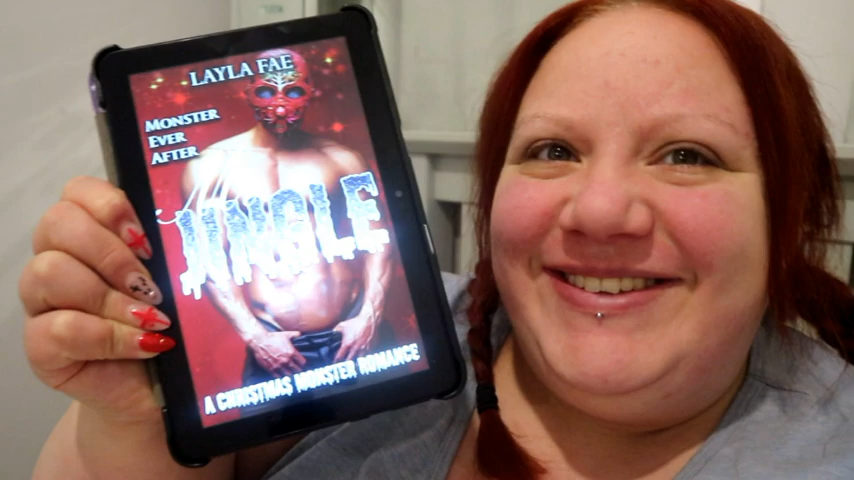 LAYLA FAE
MONSTER
EVER
AFTER
JINGLE
A CHRISTMAS MONSTER ROMANCE